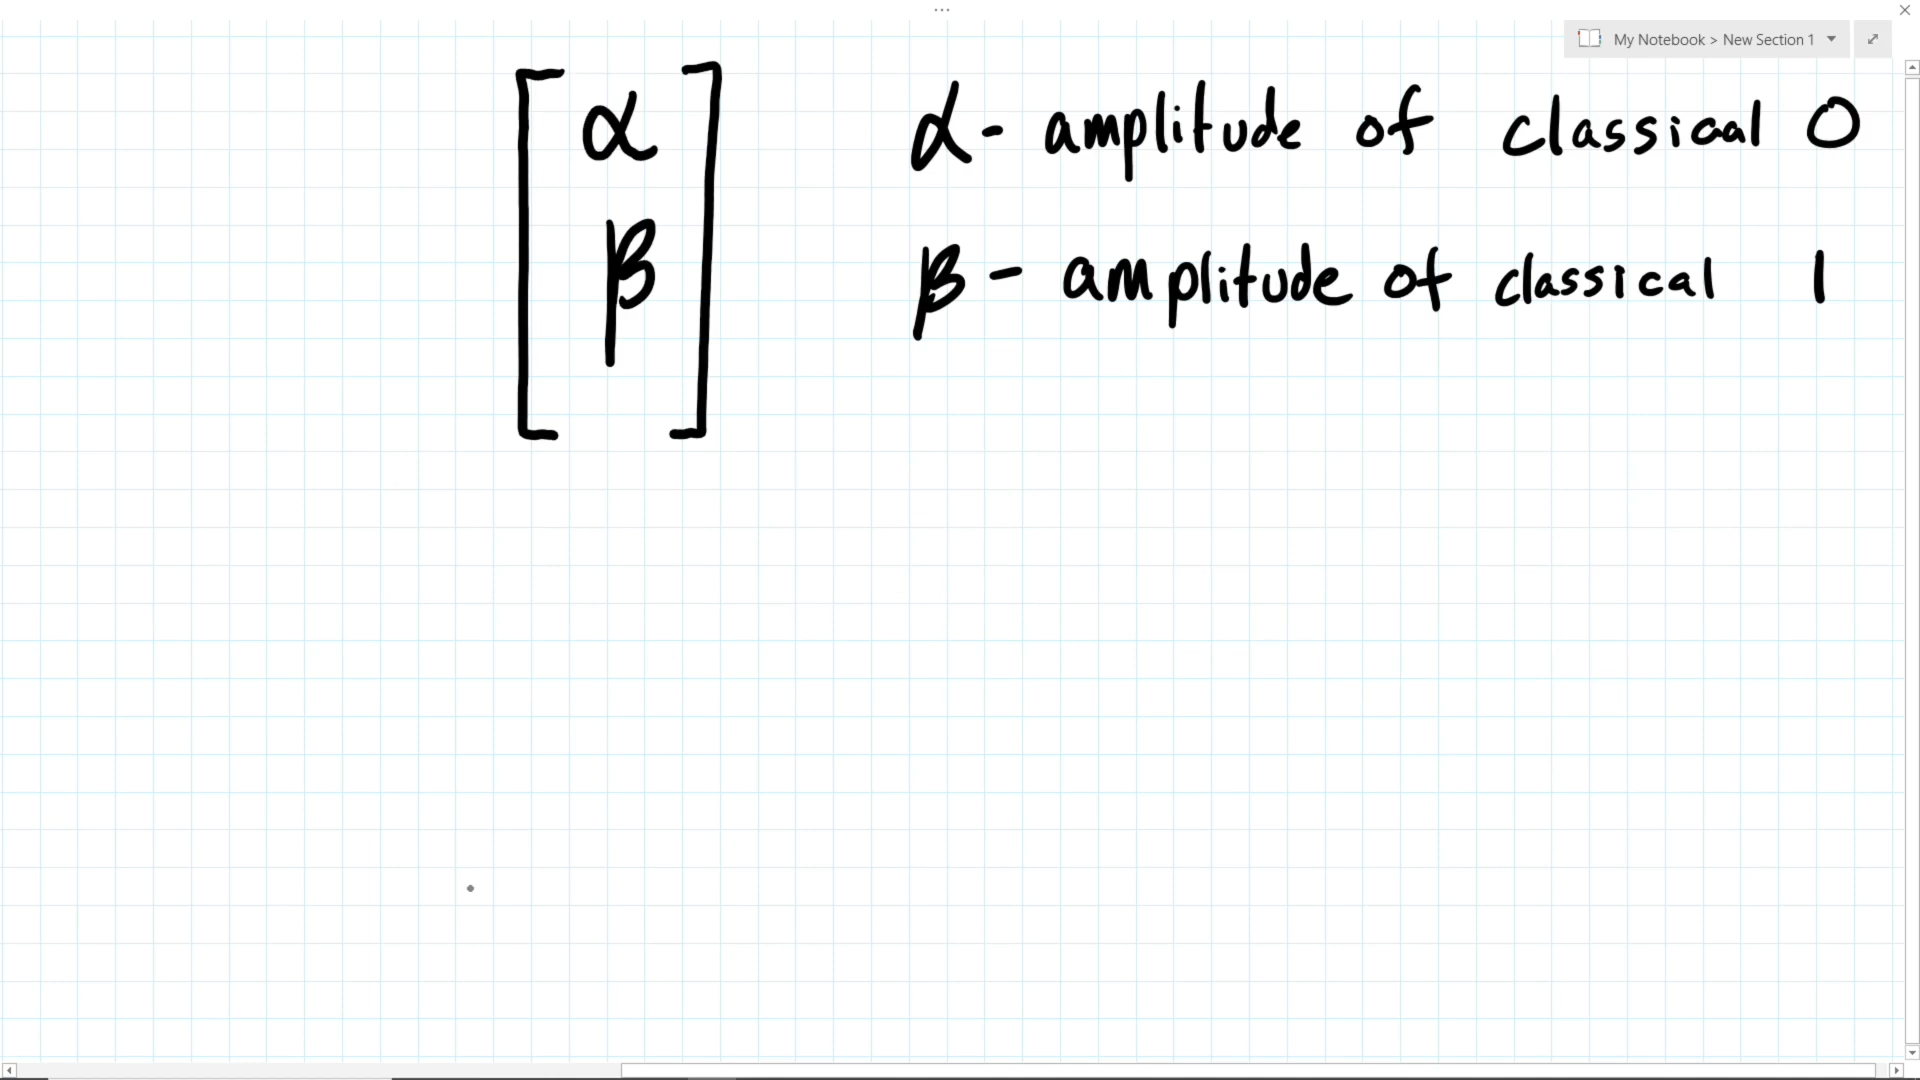 ...
My Notebook > New Section 1
[α β]
α - amplitude of classical 0
β - amplitude of classical 1